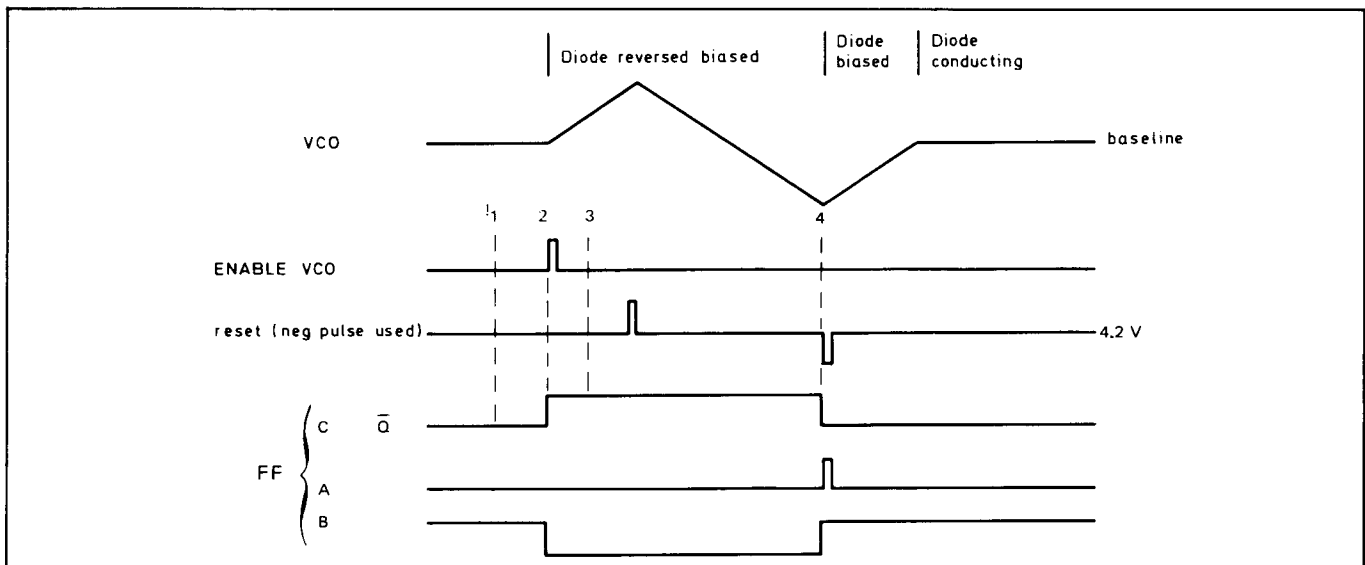 Diode reversed biased
Diode biased
Diode conducting
VCO
baseline
1 2 3 4
ENABLE VCO
reset (neg pulse used)
4.2 V
FF
C Q̅
A
B